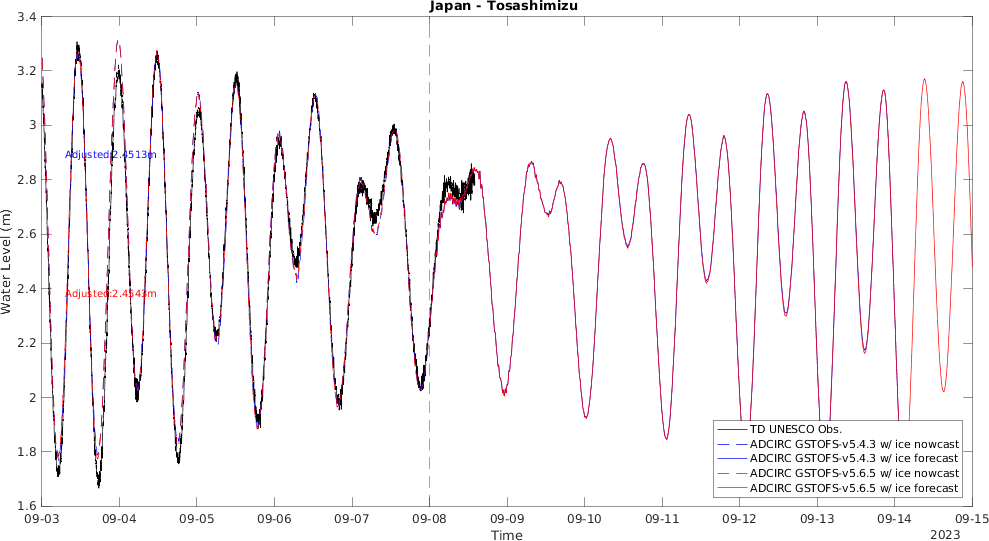 Japan - Tosashimizu
3.4
3.2
3
2.8
2.6
2.4
2.2
2
1.8
1.6
Water Level (m)
Adjusted:2.4513m
Adjusted:2.4543m
TD UNESCO Obs.
ADCIRC GSTOFS-v5.4.3 w/ ice nowcast
ADCIRC GSTOFS-v5.4.3 w/ ice forecast
ADCIRC GSTOFS-v5.6.5 w/ ice nowcast
ADCIRC GSTOFS-v5.6.5 w/ ice forecast
09-03 09-04 09-05 09-06 09-07 09-08 09-09 09-10 09-11 09-12 09-13 09-14 09-15
Time
2023